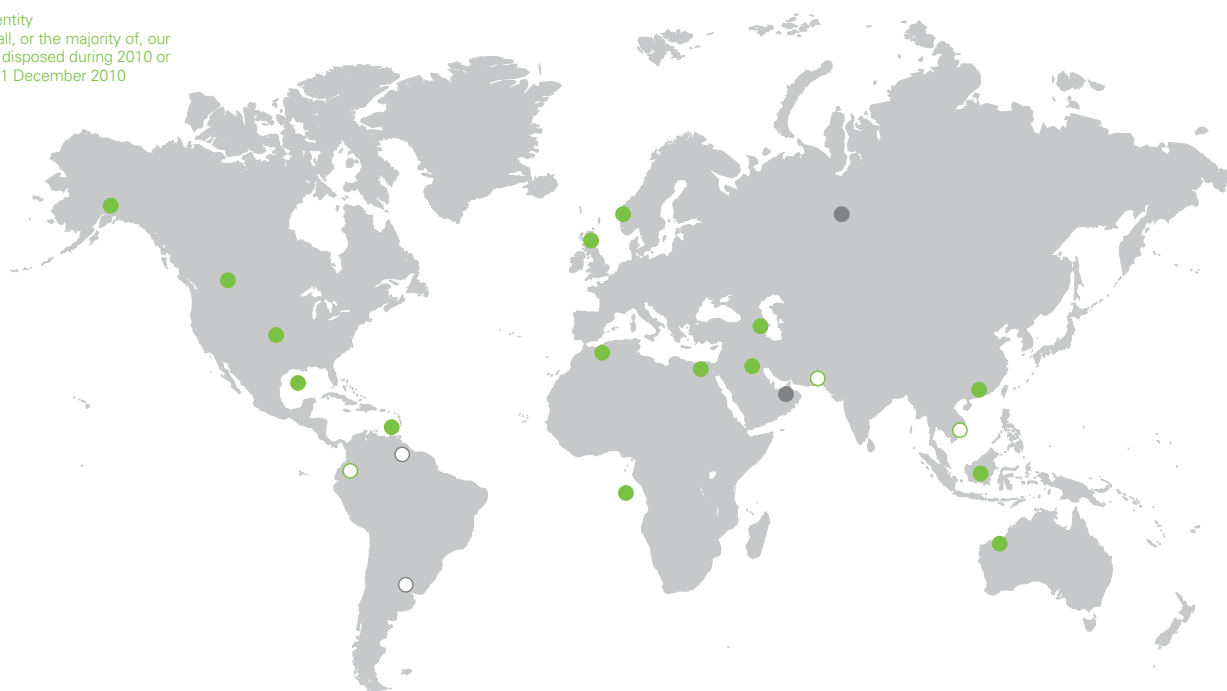 entity
all, or the majority of, our
disposed during 2010 or
1 December 2010